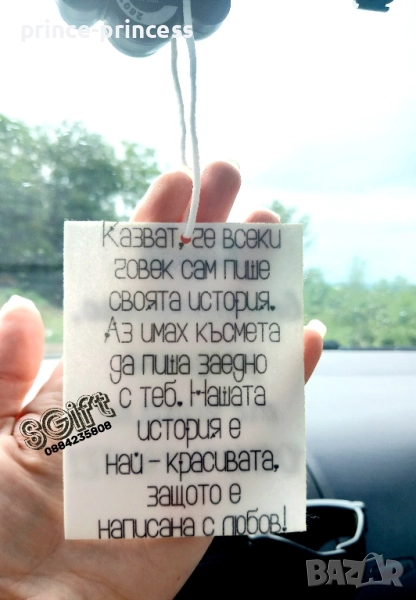 prince-princess
Казват, че всеки
човек сам пише
своята история.
Аз имах късмета
да пиша заедно
с теб. Нашата
история е
най - красивата,
защото е
написана с любов!
SGift
0884235808
BAZAR